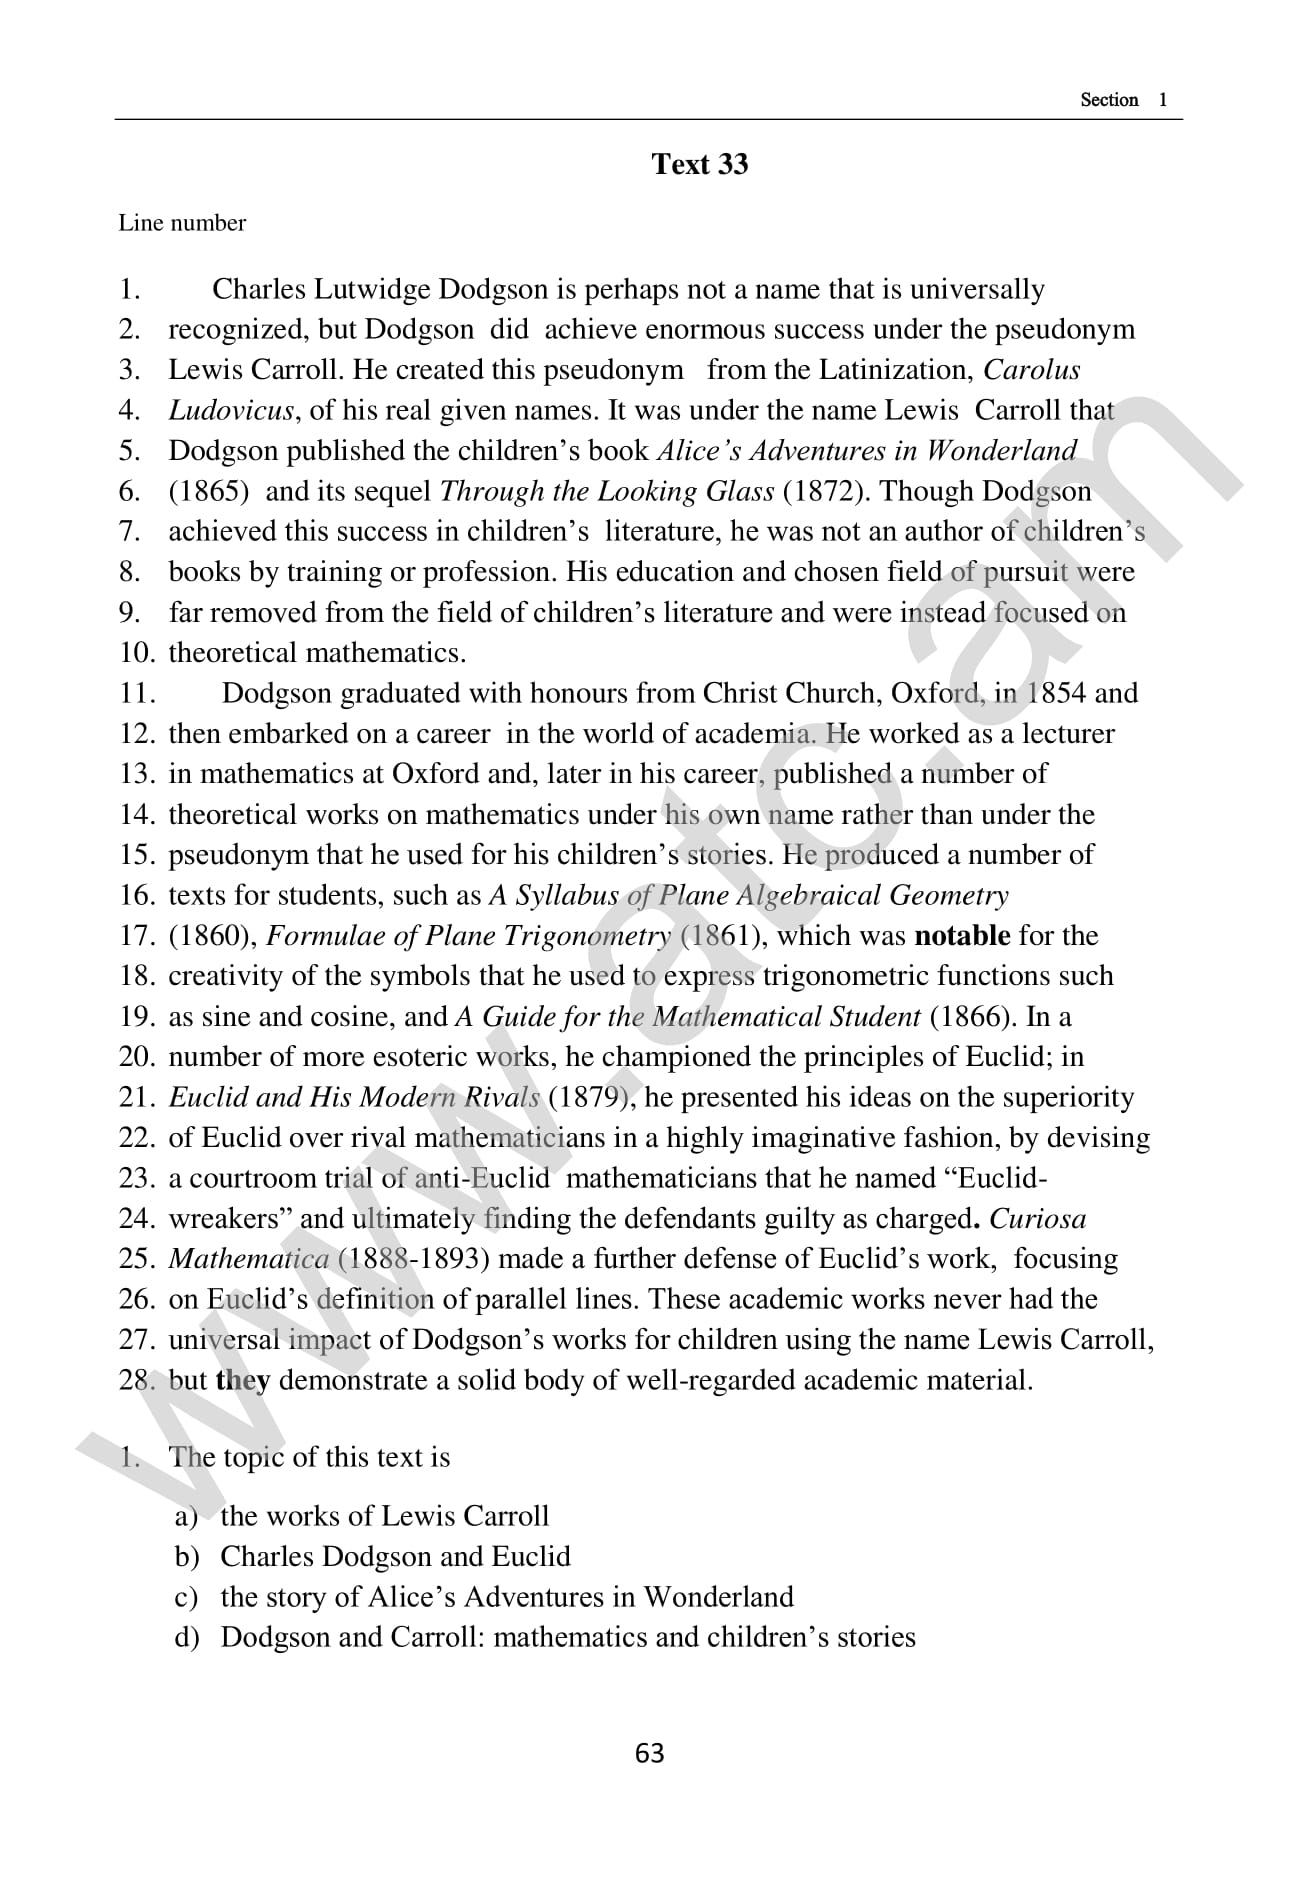 Section 1
Text 33
Line number
1. Charles Lutwidge Dodgson is perhaps not a name that is universally
2. recognized, but Dodgson did achieve enormous success under the pseudonym
3. Lewis Carroll. He created this pseudonym from the Latinization, Carolus
4. Ludovicus, of his real given names. It was under the name Lewis Carroll that
5. Dodgson published the children’s book Alice’s Adventures in Wonderland
6. (1865) and its sequel Through the Looking Glass (1872). Though Dodgson
7. achieved this success in children’s literature, he was not an author of children’s
8. books by training or profession. His education and chosen field of pursuit were
9. far removed from the field of children’s literature and were instead focused on
10. theoretical mathematics.
11. Dodgson graduated with honours from Christ Church, Oxford, in 1854 and
12. then embarked on a career in the world of academia. He worked as a lecturer
13. in mathematics at Oxford and, later in his career, published a number of
14. theoretical works on mathematics under his own name rather than under the
15. pseudonym that he used for his children’s stories. He produced a number of
16. texts for students, such as A Syllabus of Plane Algebraical Geometry
17. (1860), Formulae of Plane Trigonometry (1861), which was notable for the
18. creativity of the symbols that he used to express trigonometric functions such
19. as sine and cosine, and A Guide for the Mathematical Student (1866). In a
20. number of more esoteric works, he championed the principles of Euclid; in
21. Euclid and His Modern Rivals (1879), he presented his ideas on the superiority
22. of Euclid over rival mathematicians in a highly imaginative fashion, by devising
23. a courtroom trial of anti-Euclid mathematicians that he named “Euclid-
24. wreakers” and ultimately finding the defendants guilty as charged. Curiosa
25. Mathematica (1888-1893) made a further defense of Euclid’s work, focusing
26. on Euclid’s definition of parallel lines. These academic works never had the
27. universal impact of Dodgson’s works for children using the name Lewis Carroll,
28. but they demonstrate a solid body of well-regarded academic material.
1. The topic of this text is
a) the works of Lewis Carroll
b) Charles Dodgson and Euclid
c) the story of Alice’s Adventures in Wonderland
d) Dodgson and Carroll: mathematics and children’s stories
63
www.atc.am